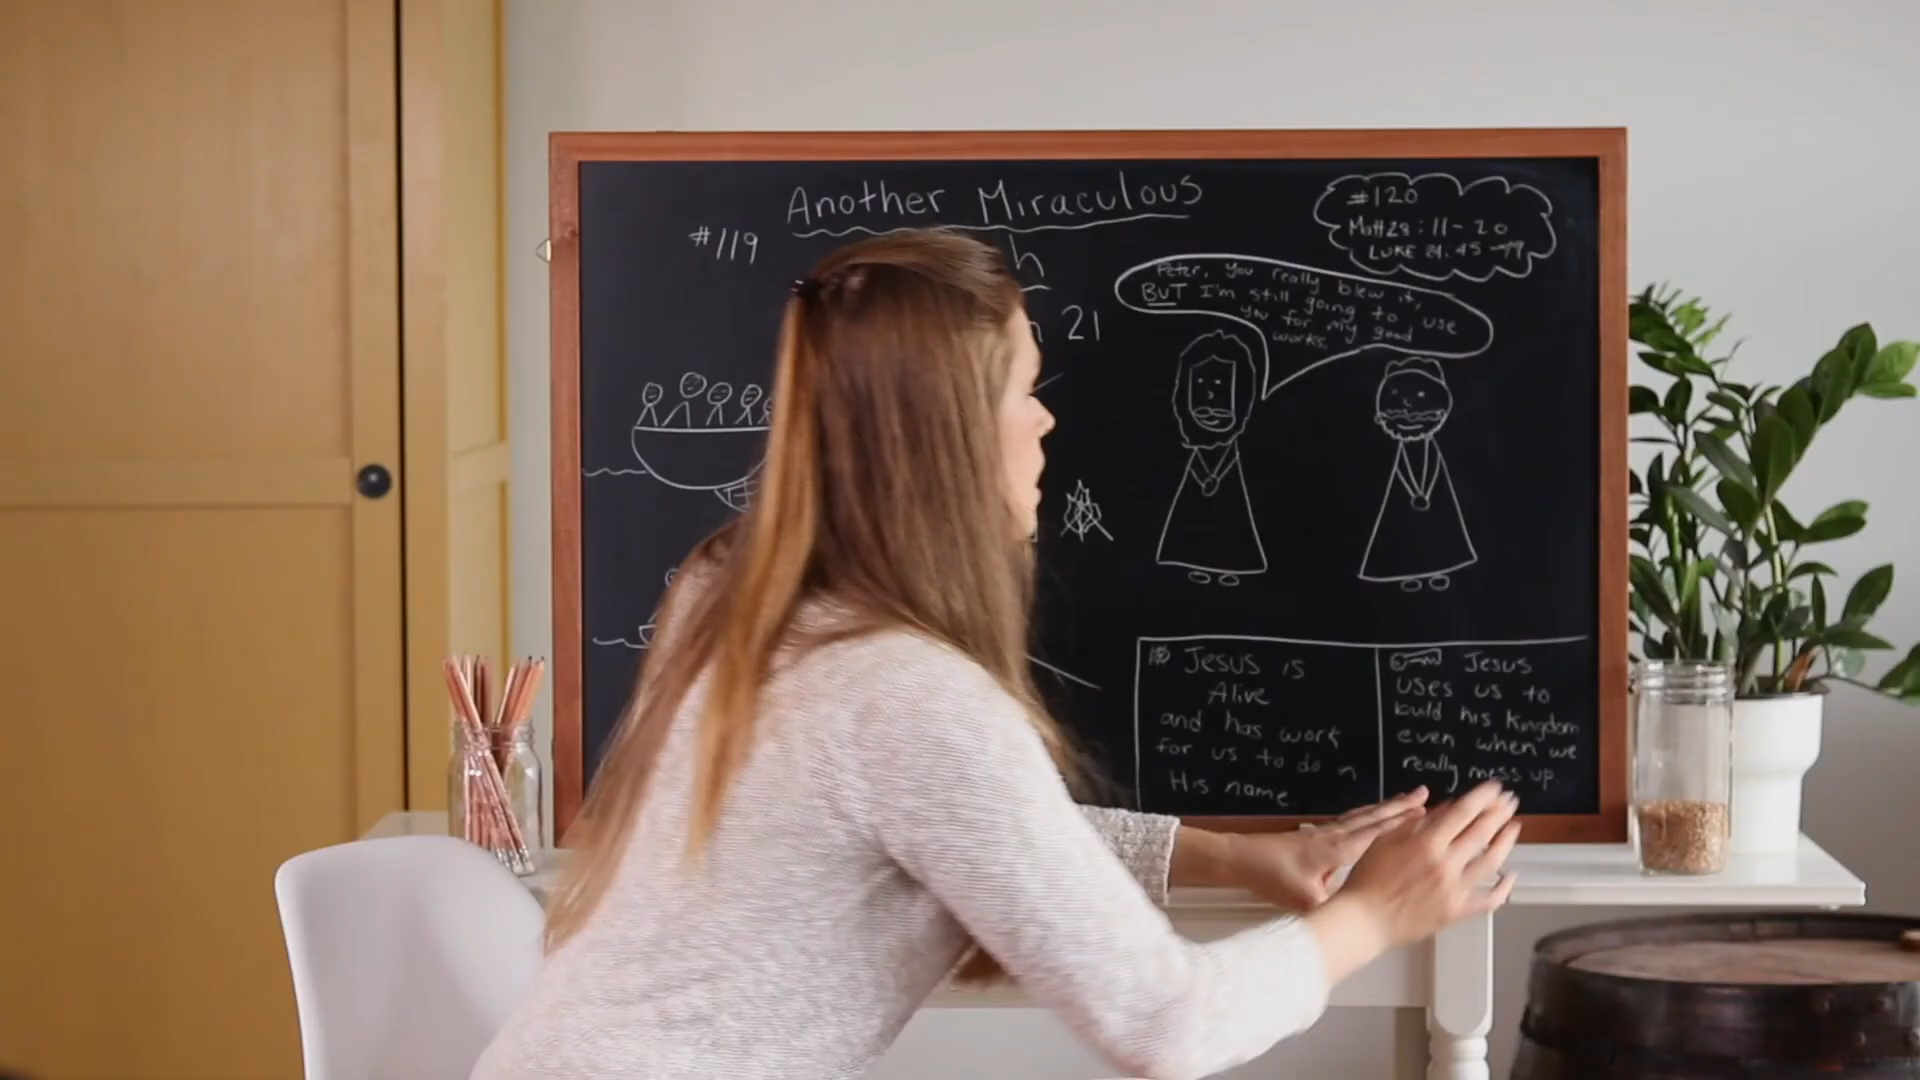 Another Miraculous
#119
h
21
#120
Matt 28:11-20
LUKE 24:45-49
Peter, you really blew it,
BUT I'm still going to use
you for my good
works.
Jesus is
Alive
and has work
for us to do n
His name.
Jesus
uses us to
build his Kingdom
even when we
really mess up.